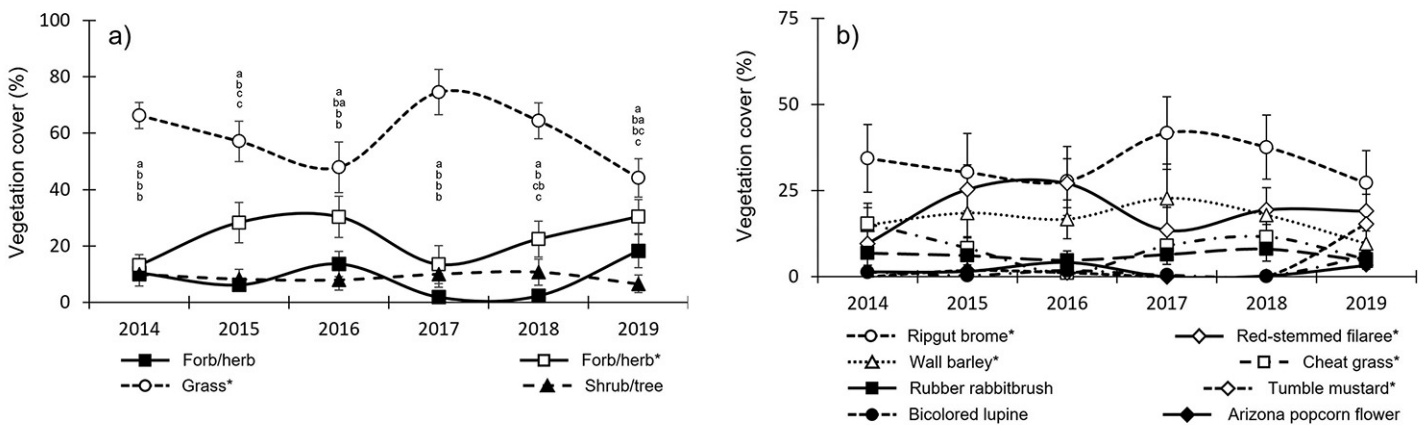 a)
Vegetation cover (%)
100
80
60
40
20
0
a
b
b
b
a
b
c
c
a
ba
b
b
a
b
b
b
a
b
cb
c
a
ba
bc
c
2014 2015 2016 2017 2018 2019
Forb/herb Forb/herb*
Grass* Shrub/tree
b)
Vegetation cover (%)
75
50
25
0
2014 2015 2016 2017 2018 2019
Ripgut brome* Red-stemmed filaree*
Wall barley* Cheat grass*
Rubber rabbitbrush Tumble mustard*
Bicolored lupine Arizona popcorn flower